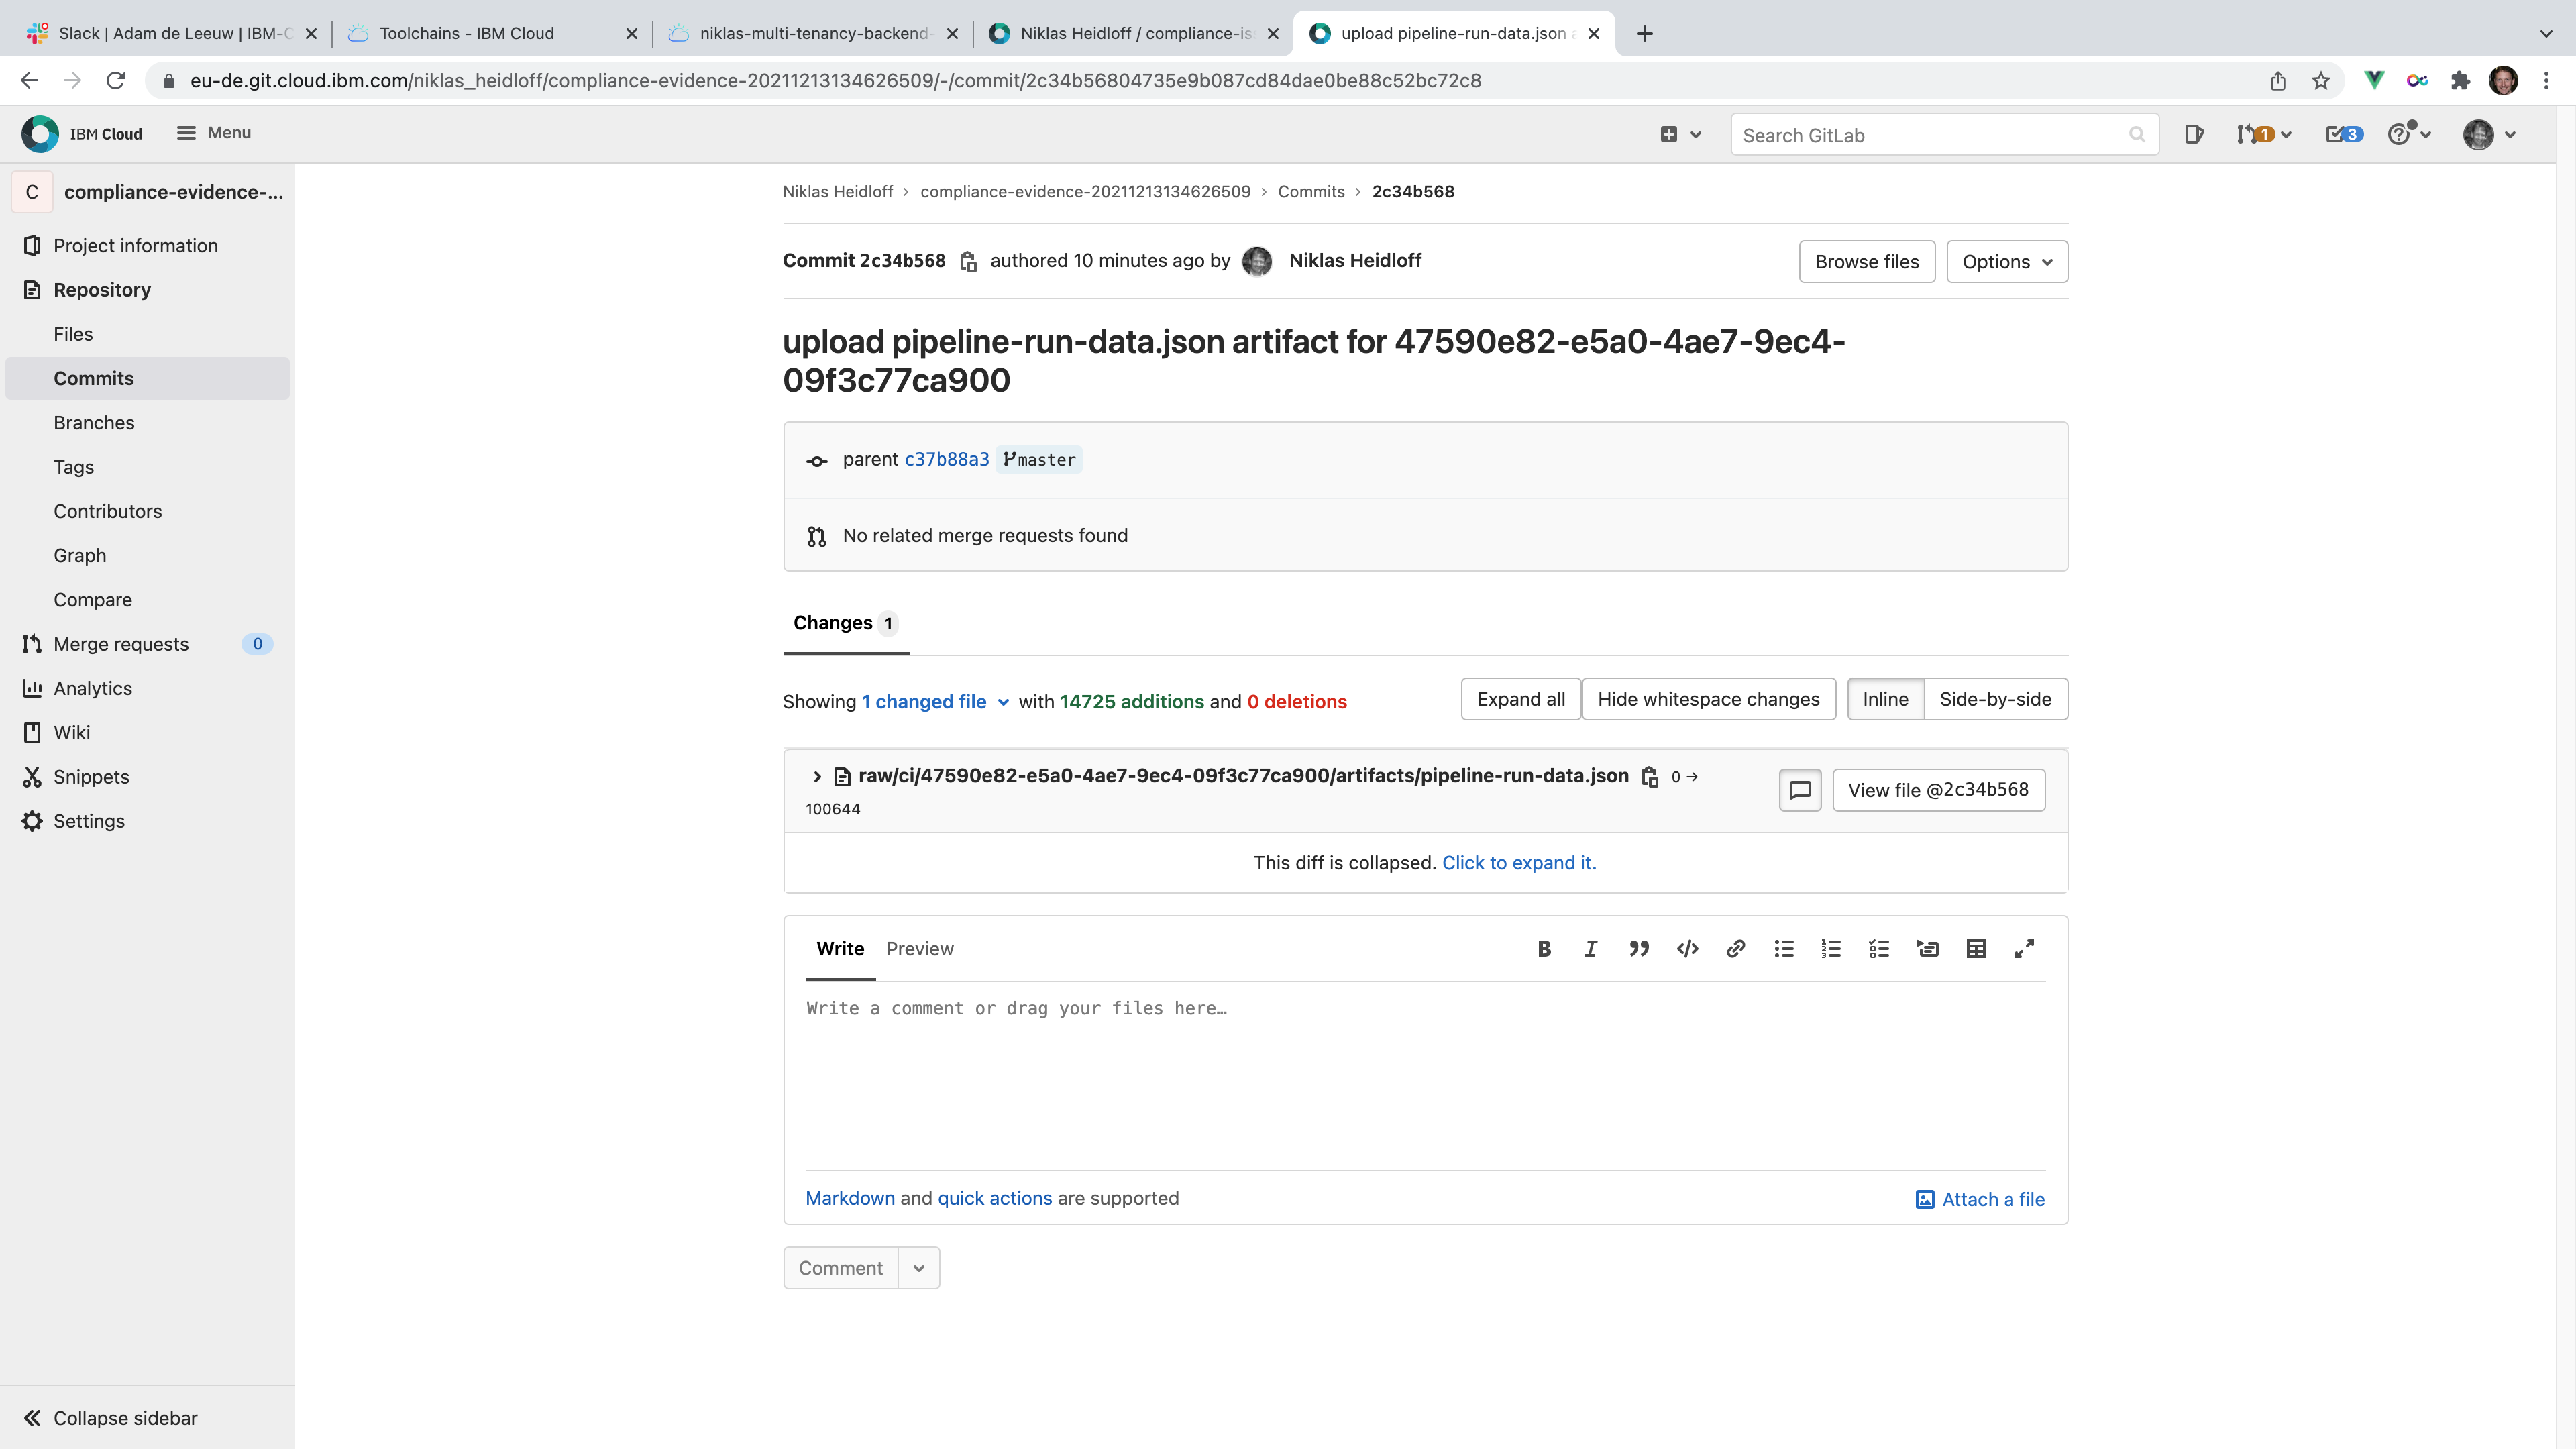 Slack | Adam de Leeuw | IBM-C
Toolchains - IBM Cloud
niklas-multi-tenancy-backend-
Niklas Heidloff / compliance-is
upload pipeline-run-data.json a
eu-de.git.cloud.ibm.com/niklas_heidloff/compliance-evidence-20211213134626509/-/commit/2c34b56804735e9b087cd84dae0be88c52bc72c8
IBM Cloud
Menu
Search GitLab
1
3
C
compliance-evidence-...
Project information
Repository
Files
Commits
Branches
Tags
Contributors
Graph
Compare
Merge requests 0
Analytics
Wiki
Snippets
Settings
Collapse sidebar
Niklas Heidloff > compliance-evidence-20211213134626509 > Commits > 2c34b568
Commit 2c34b568 authored 10 minutes ago by Niklas Heidloff
Browse files
Options
upload pipeline-run-data.json artifact for 47590e82-e5a0-4ae7-9ec4-
09f3c77ca900
parent c37b88a3 master
No related merge requests found
Changes 1
Showing 1 changed file with 14725 additions and 0 deletions
Expand all
Hide whitespace changes
Inline
Side-by-side
raw/ci/47590e82-e5a0-4ae7-9ec4-09f3c77ca900/artifacts/pipeline-run-data.json 0 →
100644
View file @2c34b568
This diff is collapsed. Click to expand it.
Write
Preview
Write a comment or drag your files here…
Markdown and quick actions are supported
Attach a file
Comment